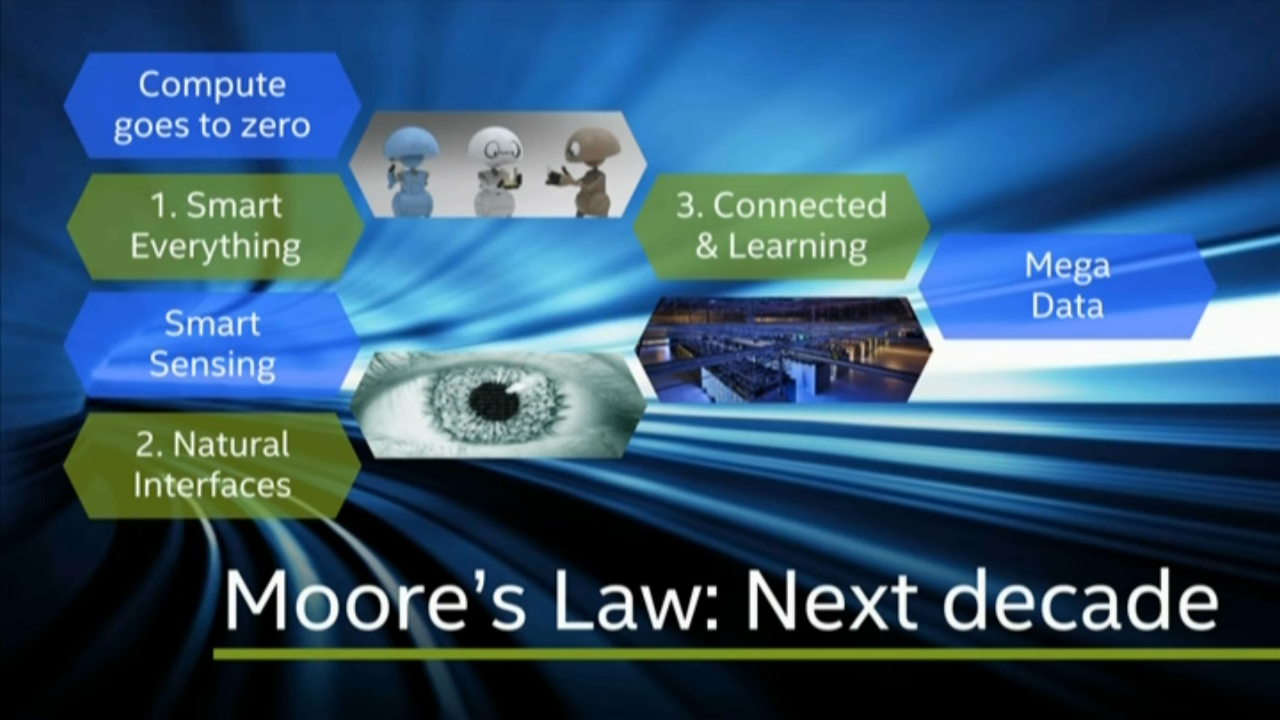 Compute
goes to zero
1. Smart
Everything
Smart
Sensing
2. Natural
Interfaces
3. Connected
& Learning
Mega
Data
Moore’s Law: Next decade